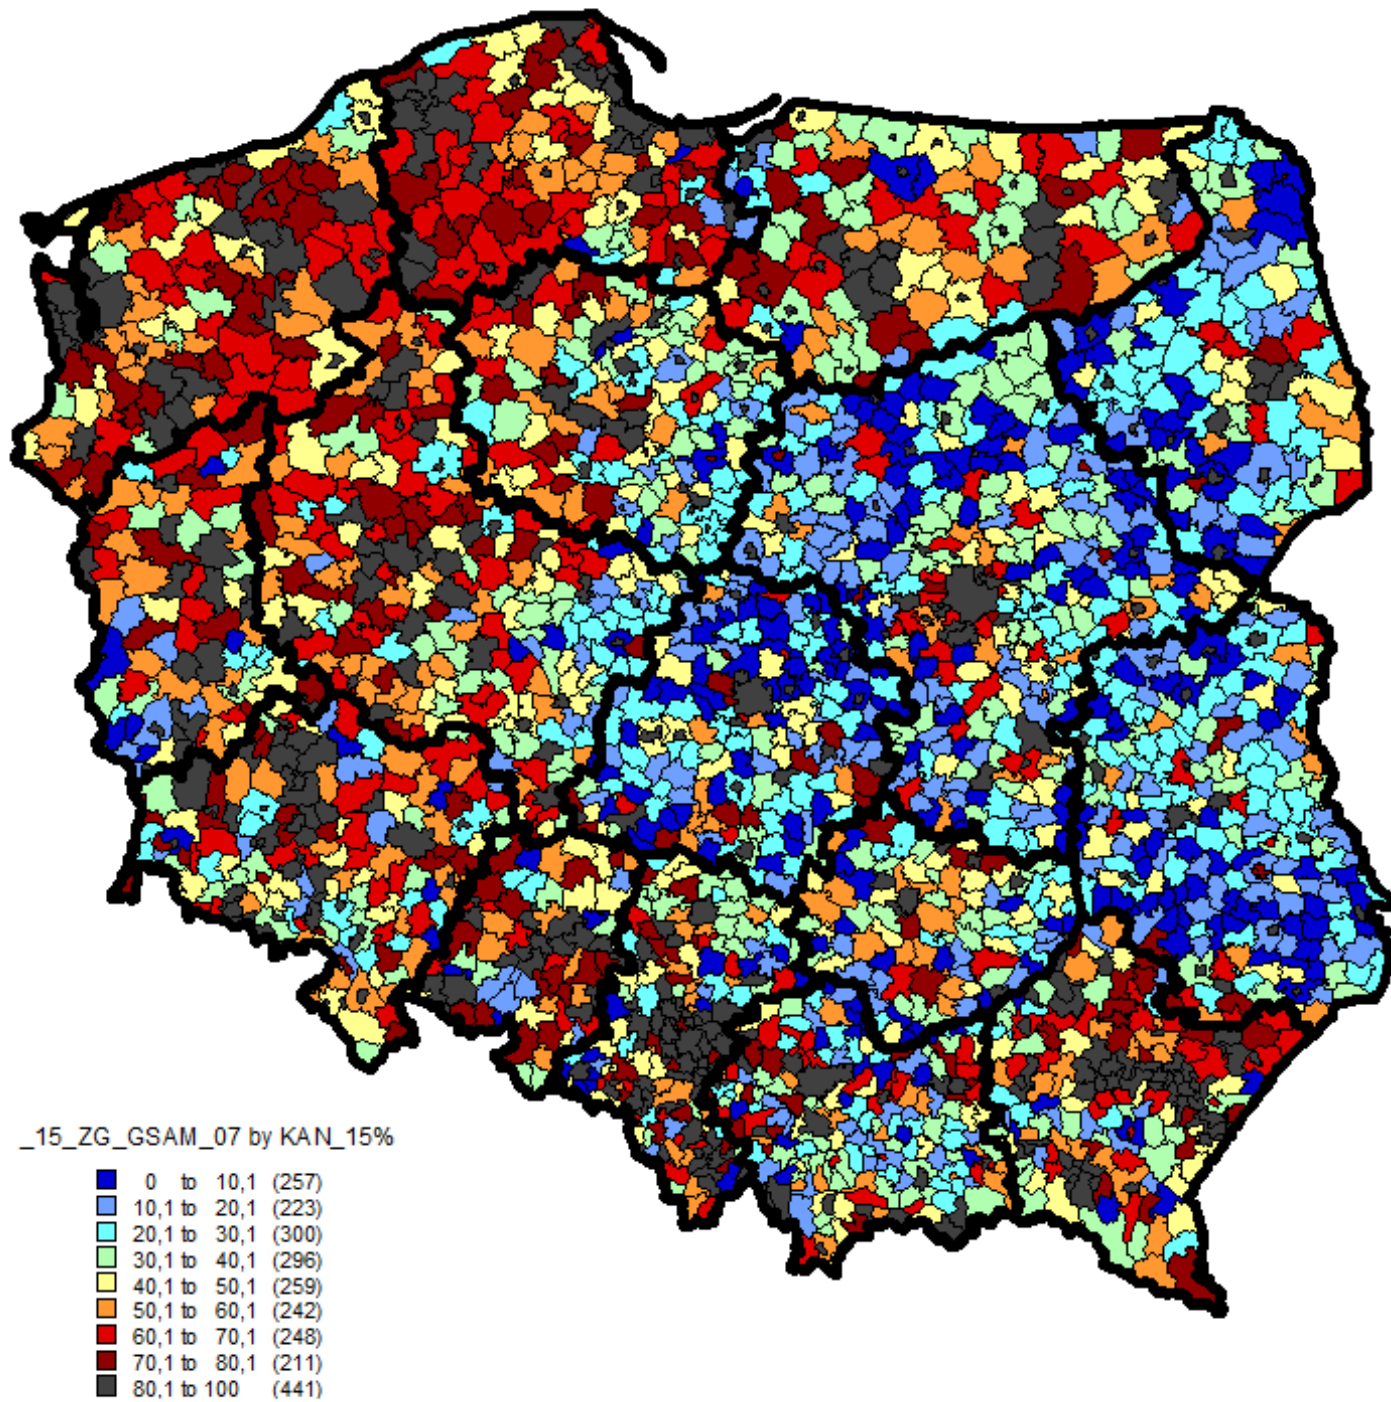 _15_ZG_GSAM_07 by KAN_15%
0 to 10,1 (257)
10,1 to 20,1 (223)
20,1 to 30,1 (300)
30,1 to 40,1 (296)
40,1 to 50,1 (259)
50,1 to 60,1 (242)
60,1 to 70,1 (248)
70,1 to 80,1 (211)
80,1 to 100 (441)